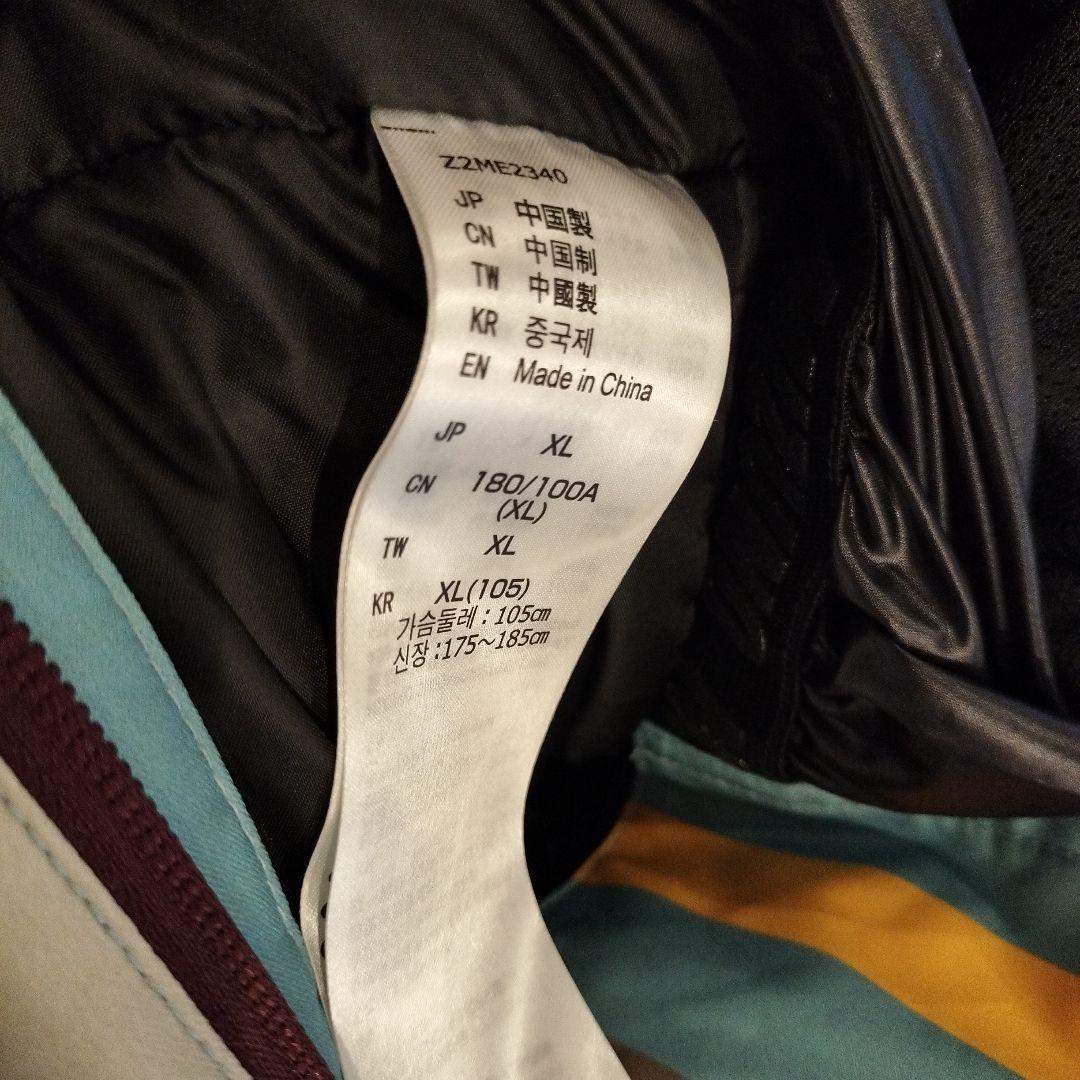 Z2ME2340
JP 中国製
CN 中国制
TW 中國製
KR 중국제
EN Made in China
JP XL
CN 180/100A
(XL)
TW XL
KR XL(105)
가슴둘레 : 105㎝
신장 :175~185㎝